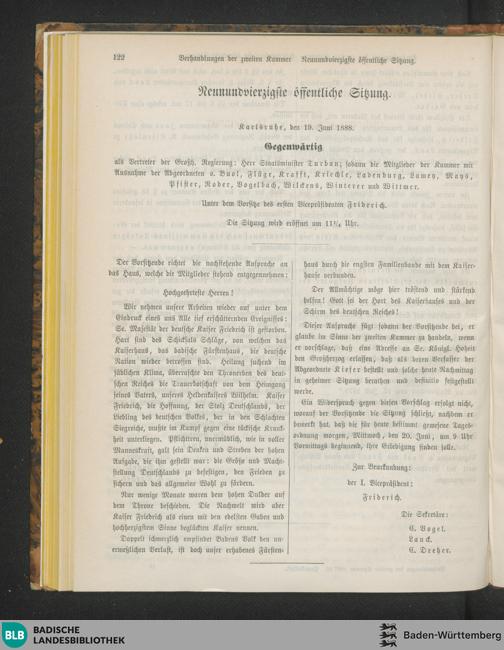 122 Verhandlungen der zweiten Kammer Neunundvierzigste öffentliche Sitzung.
Neunundvierzigste öffentliche Sitzung.
Karlsruhe, den 19. Juni 1888.
Gegenwärtig
als Vertreter der Großh. Regierung: Herr Staatsminister Turban; sodann die Mitglieder der Kammer mit
Ausnahme der Abgeordneten v. Buol, Flüge, Krafft, Kriechle, Ladenburg, Lamey, Mays,
Pfister, Roder, Vogelbach, Wilckens, Winterer und Wittmer.
Unter dem Vorsitze des ersten Vicepräsidenten Friderich.
Die Sitzung wird eröffnet um 11¼ Uhr.
Der Vorsitzende richtet die nachstehende Ansprache an
das Haus, welche die Mitglieder stehend entgegennehmen:
Hochgeehrteste Herren!
Wir nehmen unsere Arbeiten wieder auf unter dem
Eindruck eines uns Alle tief erschütternden Ereignisses:
Se. Majestät der deutsche Kaiser Friedrich ist gestorben.
Hart sind des Schicksals Schläge, von welchen das
Kaiserhaus, das badische Fürstenhaus, die deutsche
Nation wieder betroffen sind. Heilung suchend im
südlichen Klima, überraschte den Thronerben des deut-
schen Reiches die Trauerbotschaft von dem Heimgang
seines Vaters, unseres Heldenkaisers Wilhelm. Kaiser
Friedrich, die Hoffnung, der Stolz Deutschlands, der
Liebling des deutschen Volkes, der in den Schlachten
Siegreiche, mußte im Kampf gegen eine tückische Krank-
heit unterliegen. Pflichttreu, unermüdlich, wie in voller
Manneskraft, galt sein Denken und Streben der hohen
Aufgabe, die ihm gestellt war: die Größe und Macht-
stellung Deutschlands zu befestigen, den Frieden zu
sichern und das allgemeine Wohl zu fördern.
Nur wenige Monate waren dem hohen Dulder auf
dem Throne beschieden. Die Nachwelt wird aber
Kaiser Friedrich als einen mit den edelsten Gaben und
hochherzigsten Sinne beglückten Kaiser nennen.
Doppelt schmerzlich empfindet Badens Volk den un-
ermeßlichen Verlust, ist doch unser erhabenes Fürsten-
haus durch die engsten Familienbande mit dem Kaiser-
hause verbunden.
Der Allmächtige möge hier tröstend und stärkend
helfen! Gott sei der Hort des Kaiserhauses und der
Schirm des deutschen Reiches!
Dieser Ansprache fügt sodann der Vorsitzende bei, er
glaube im Sinne der zweiten Kammer zu handeln, wenn
er vorschlage, daß eine Adresse an Se. Königl. Hoheit
den Großherzog erlassen, daß als deren Verfasser der
Abgeordnete Kiefer bestellt und solche heute Nachmittag
in geheimer Sitzung berathen und definitiv festgestellt
werde.
Ein Widerspruch gegen diesen Vorschlag erfolgt nicht,
worauf der Vorsitzende die Sitzung schließt, nachdem er
bemerkt hat, daß die für heute bestimmt gewesene Tages-
ordnung morgen, Mittwoch, den 20. Juni, um 9 Uhr
Vormittags beginnend, ihre Erledigung finden solle.
Zur Beurkundung:
der I. Vicepräsident:
Friderich.
Die Sekretäre:
C. Vogel.
Lauck.
C. Dreher.
BLB BADISCHE
LANDESBIBLIOTHEK
Baden-Württemberg